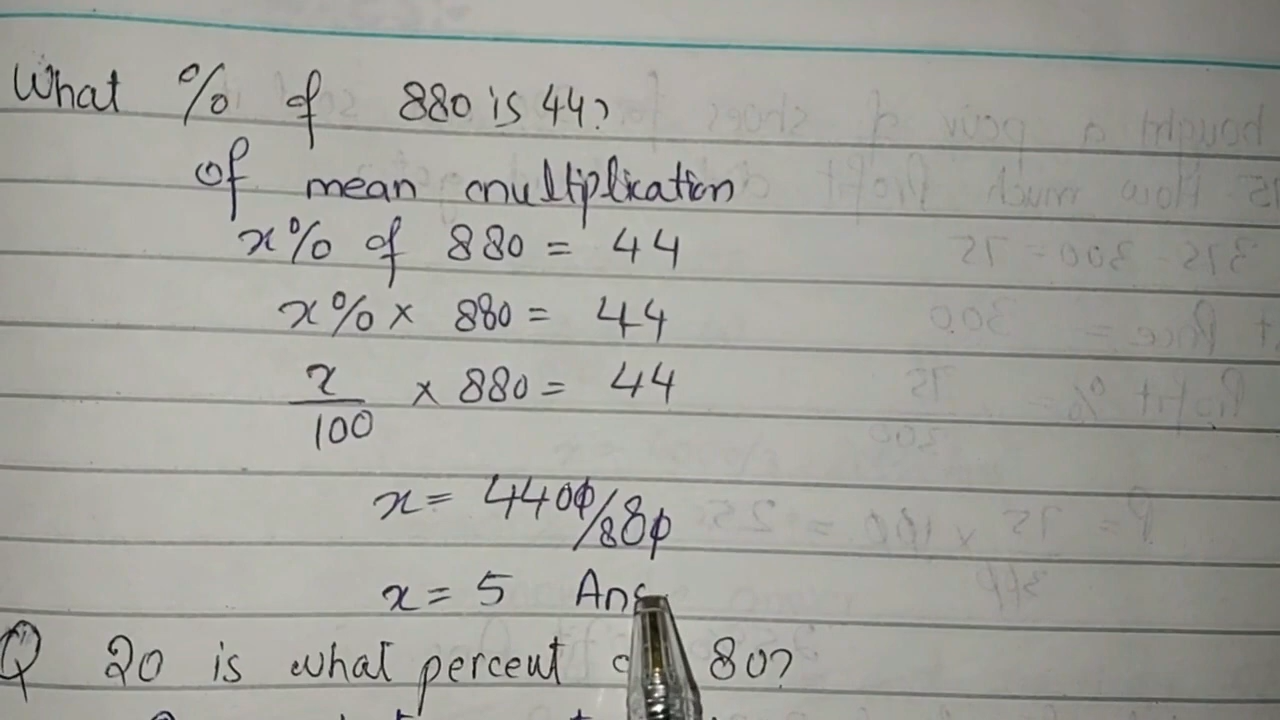 What % of 880 is 44?
of mean multiplication
x% of 880 = 44
x% × 880 = 44
x/100 × 880 = 44
x = 4400/880
x = 5 Ans
Q 20 is what percent 80?